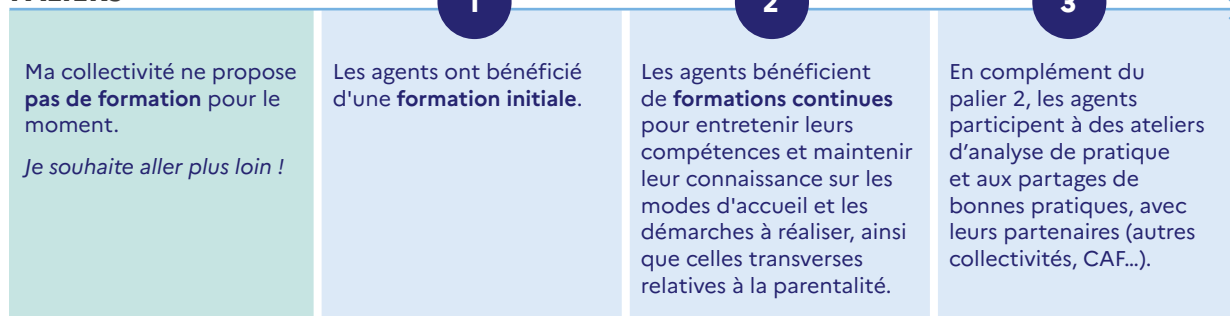 PALIERS
1
2
3
Ma collectivité ne propose
pas de formation pour le
moment.
Je souhaite aller plus loin !
Les agents ont bénéficié
d'une formation initiale.
Les agents bénéficient
de formations continues
pour entretenir leurs
compétences et maintenir
leur connaissance sur les
modes d'accueil et les
démarches à réaliser, ainsi
que celles transverses
relatives à la parentalité.
En complément du
palier 2, les agents
participent à des ateliers
d’analyse de pratique
et aux partages de
bonnes pratiques, avec
leurs partenaires (autres
collectivités, CAF…).